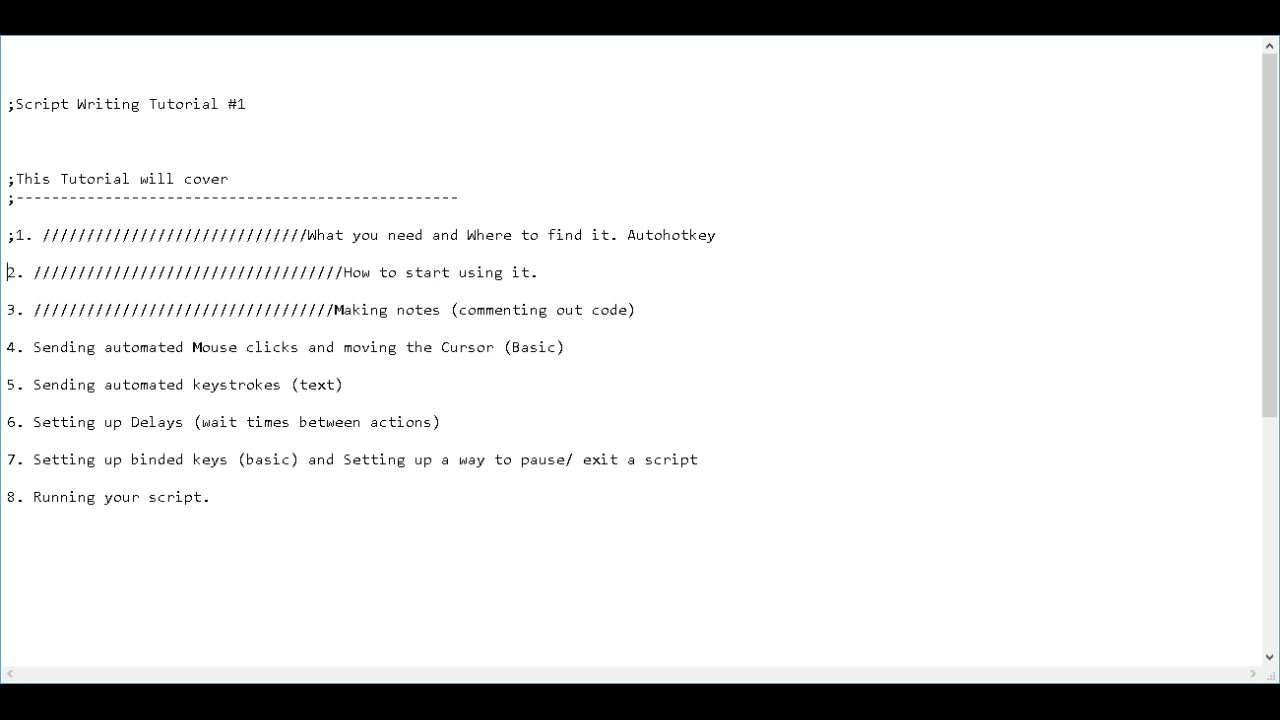 ;Script Writing Tutorial #1
;This Tutorial will cover
;--------------------------------------------------
;1. //////////////////////////////What you need and Where to find it. Autohotkey
2. ///////////////////////////////////How to start using it.
3. //////////////////////////////////Making notes (commenting out code)
4. Sending automated Mouse clicks and moving the Cursor (Basic)
5. Sending automated keystrokes (text)
6. Setting up Delays (wait times between actions)
7. Setting up binded keys (basic) and Setting up a way to pause/ exit a script
8. Running your script.